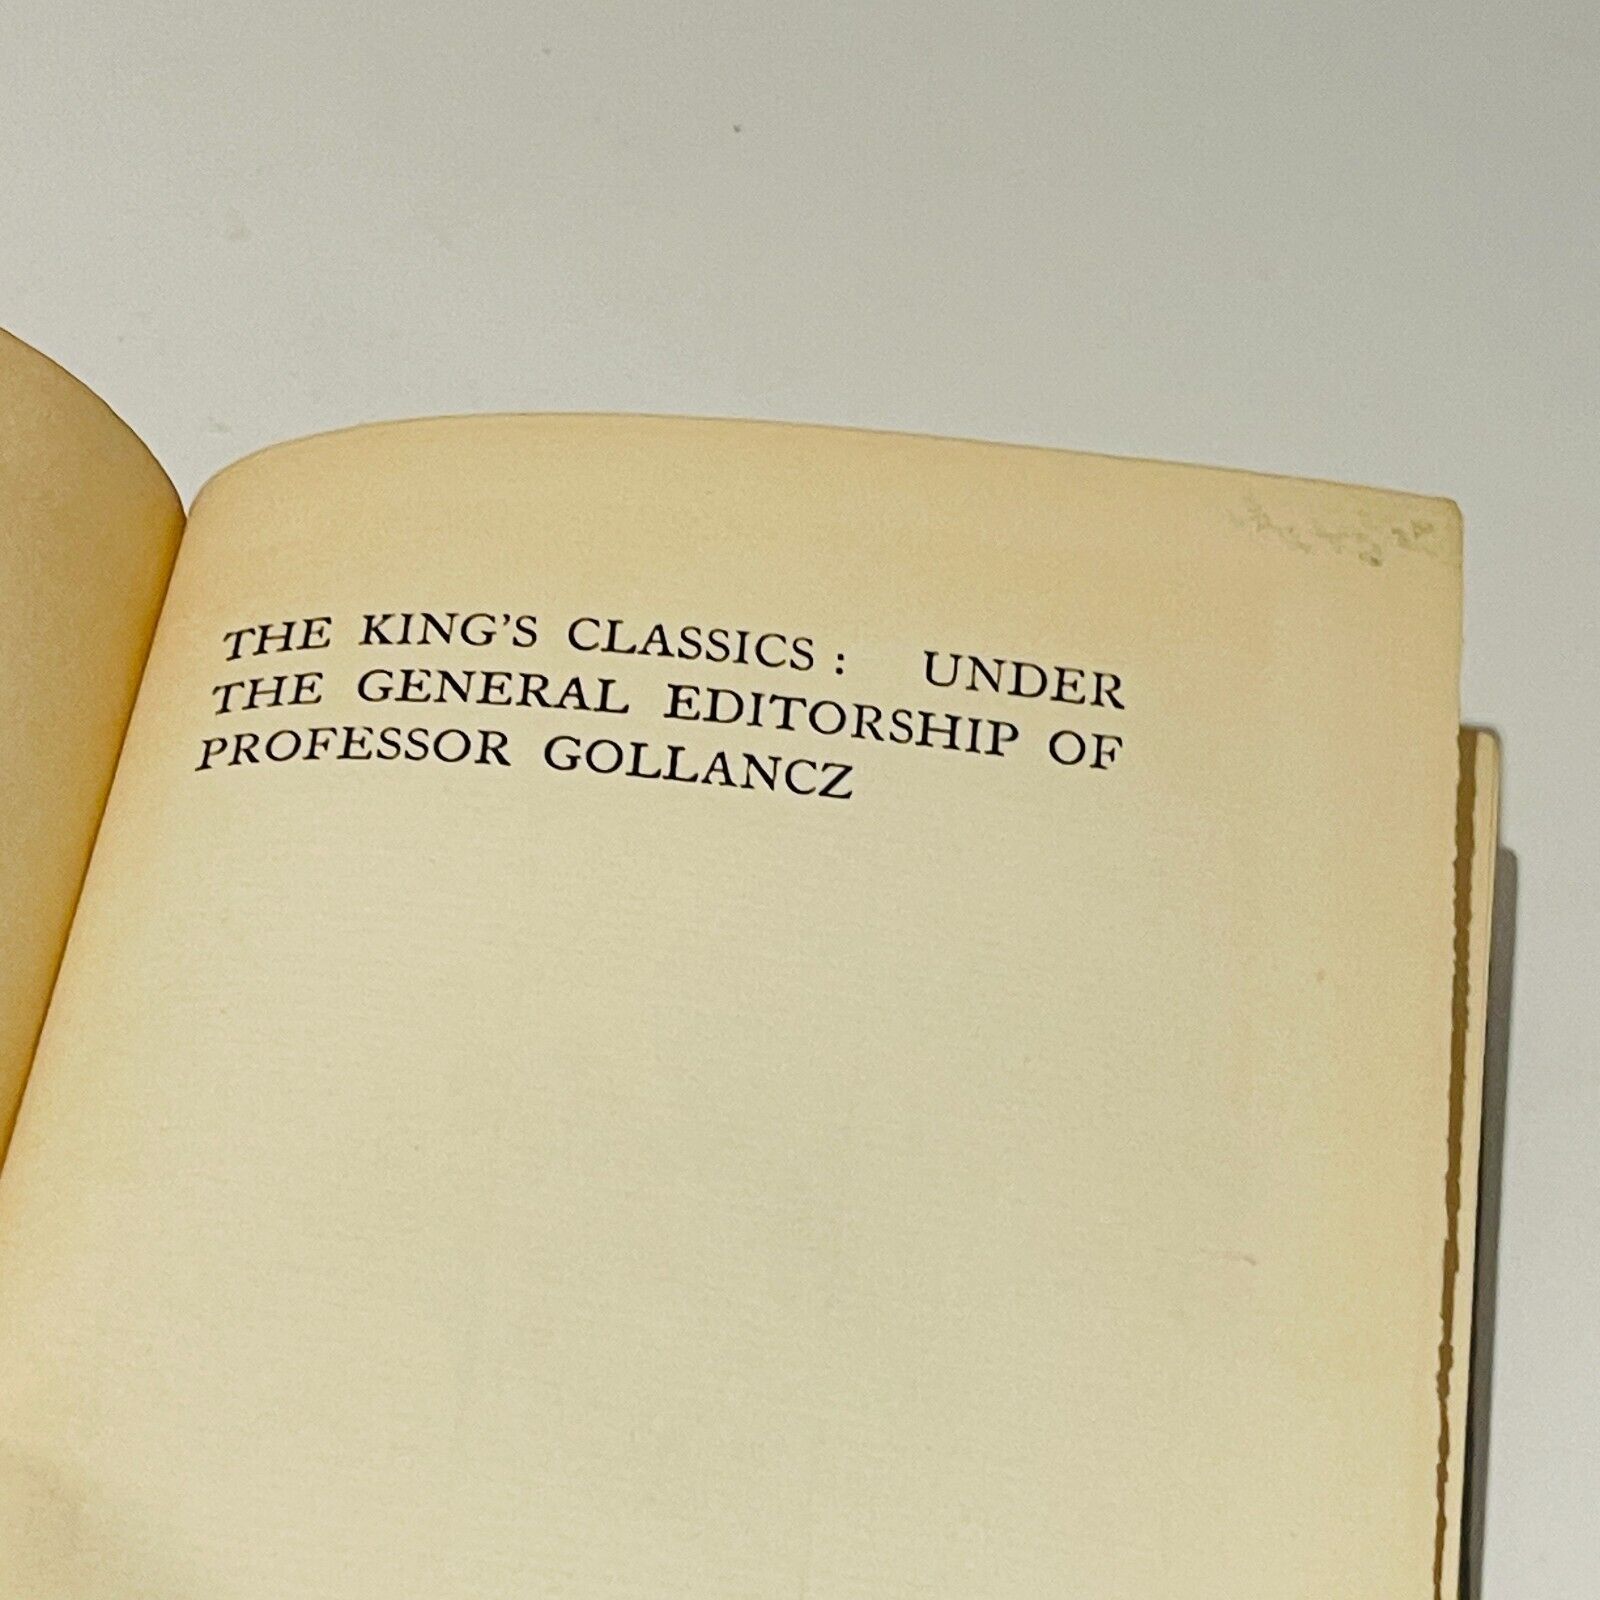 THE KING'S CLASSICS: UNDER
THE GENERAL EDITORSHIP OF
PROFESSOR GOLLANCZ